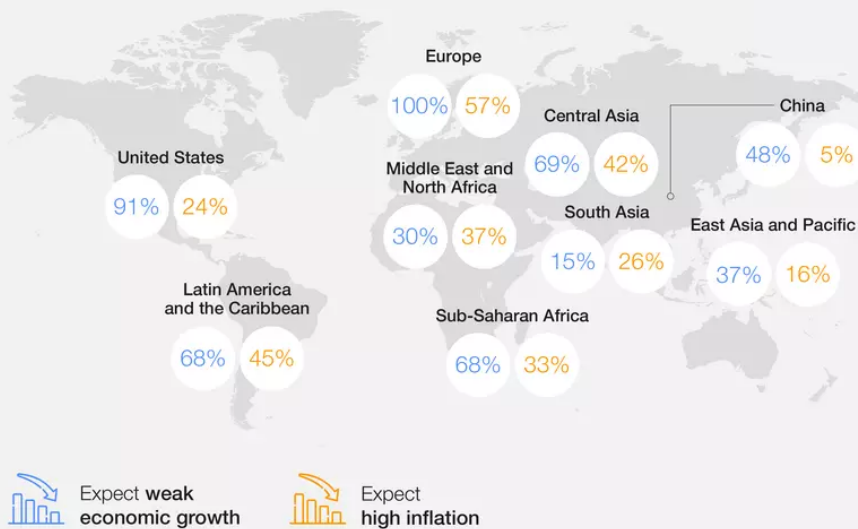 Europe
100% 57%
Central Asia
69% 42%
China
48% 5%
United States
91% 24%
Middle East and
North Africa
30% 37%
South Asia
15% 26%
East Asia and Pacific
37% 16%
Latin America
and the Caribbean
68% 45%
Sub-Saharan Africa
68% 33%
Expect weak
economic growth
Expect
high inflation